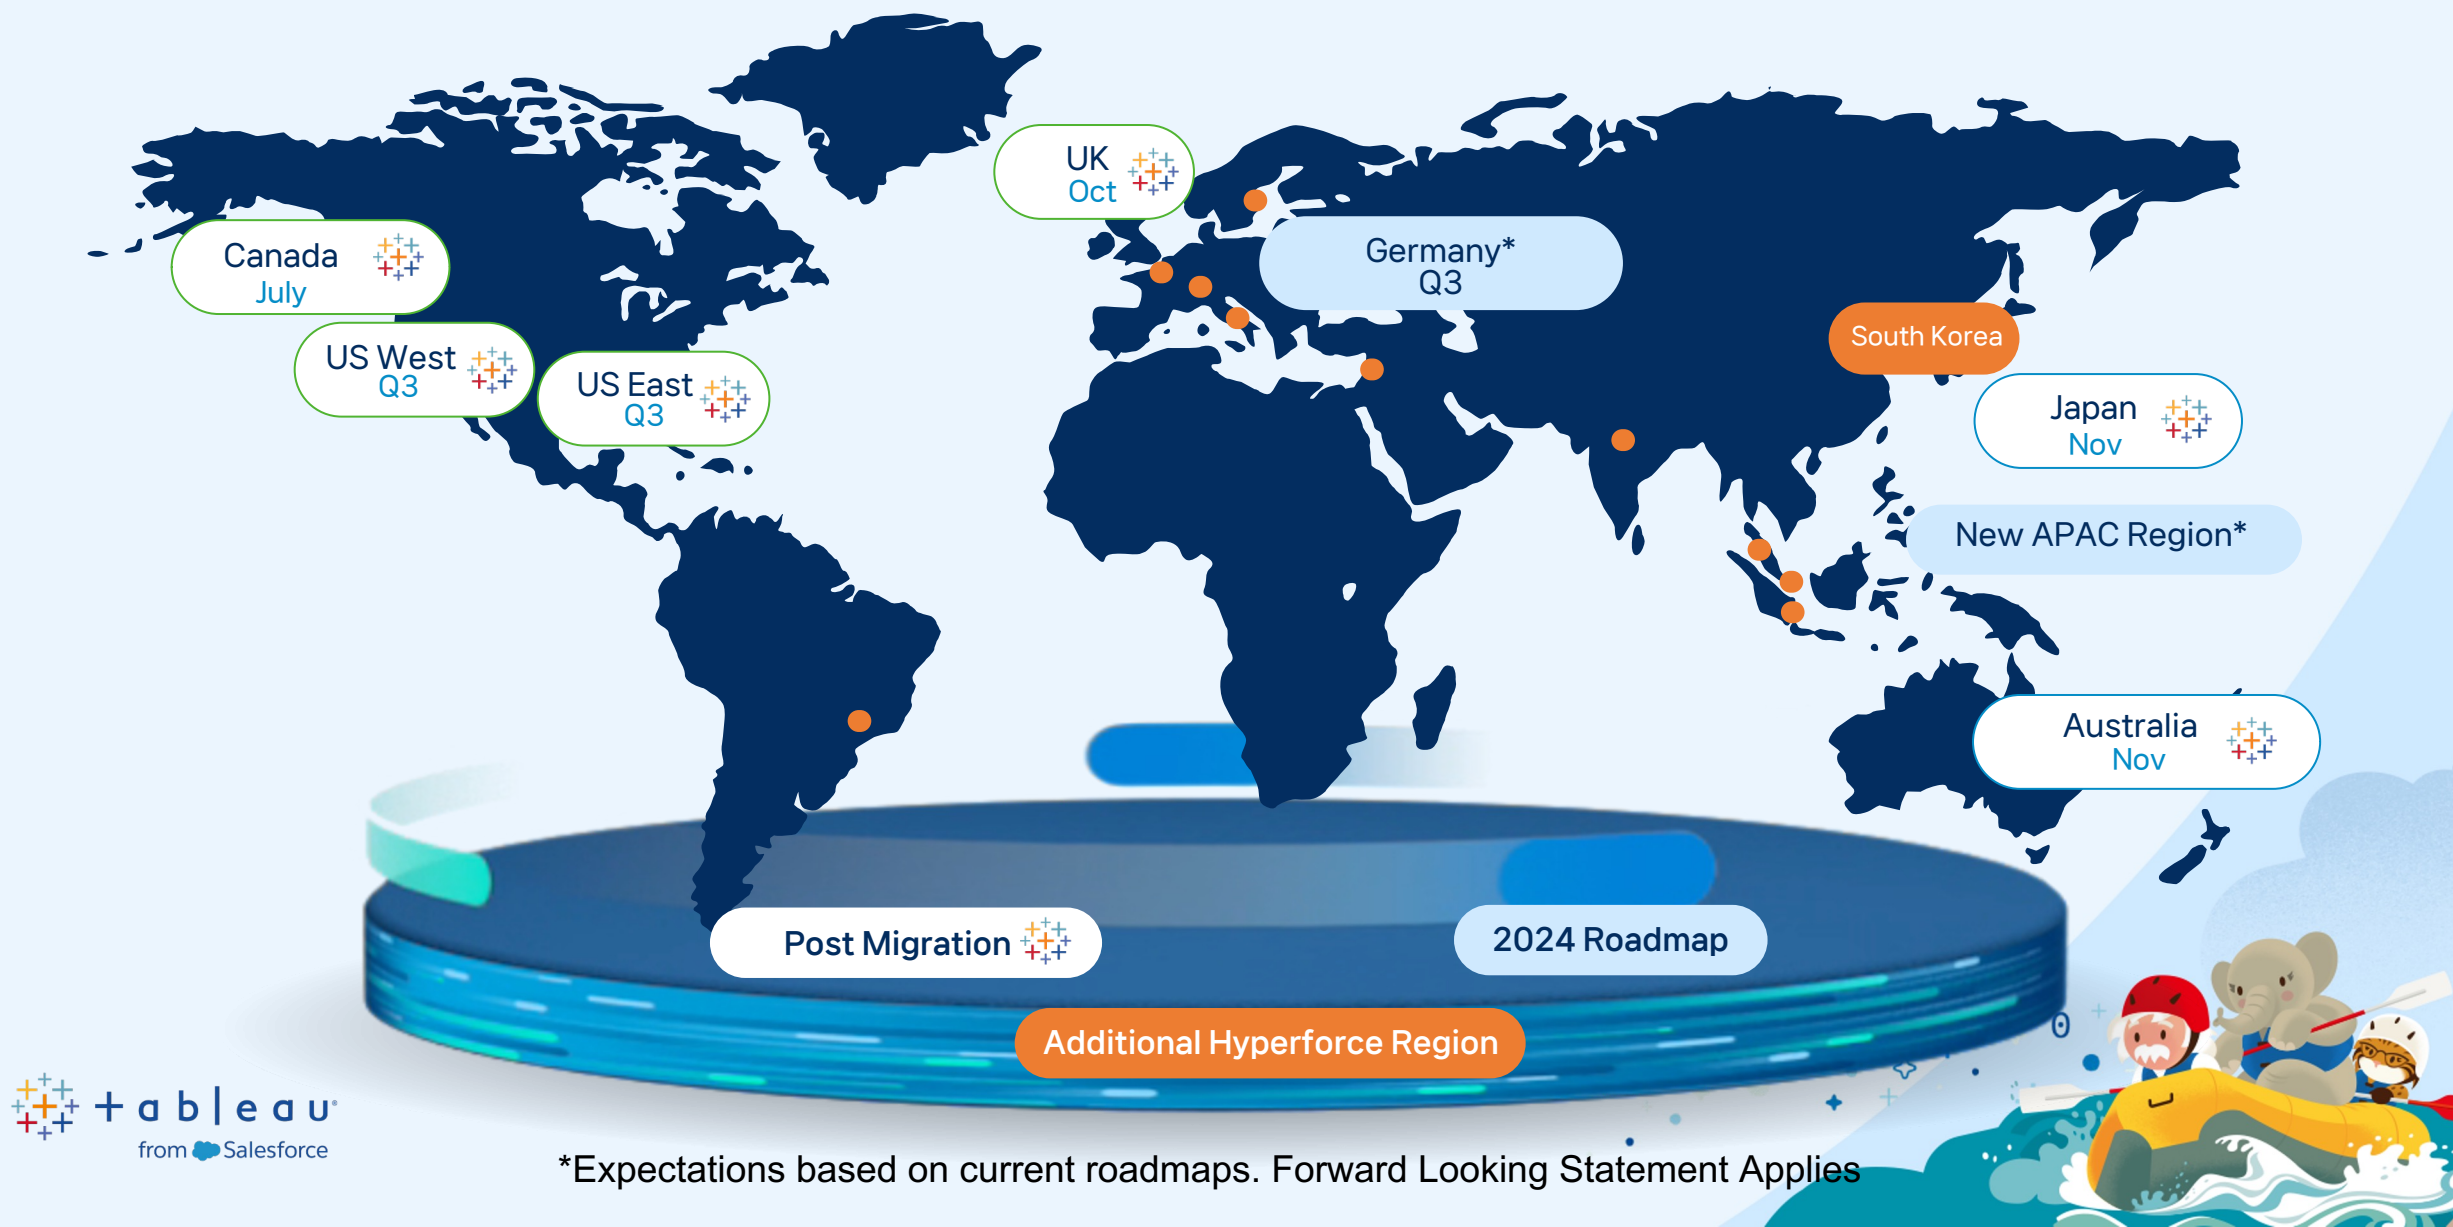 UK
Oct
Canada
July
Germany*
Q3
US West
Q3
US East
Q3
South Korea
Japan
Nov
New APAC Region*
Australia
Nov
Post Migration
2024 Roadmap
Additional Hyperforce Region
0
tableau
from Salesforce
*Expectations based on current roadmaps. Forward Looking Statement Applies